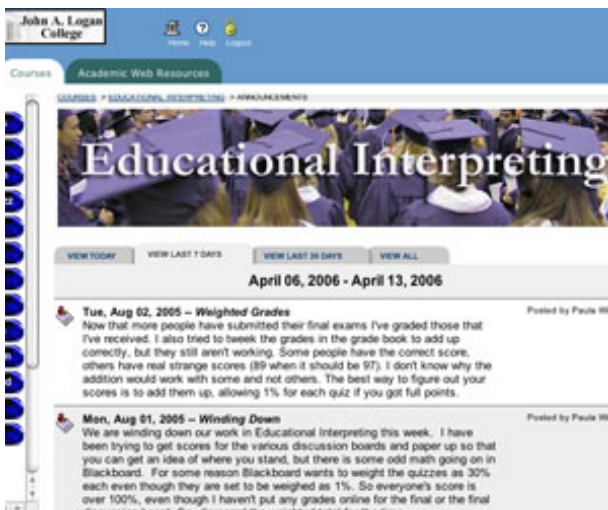 John A. Logan
College
Home Help Logout
Courses Academic Web Resources
COURSES > EDUCATIONAL INTERPRETING > ANNOUNCEMENTS
Educational Interpreting
VIEW TODAY VIEW LAST 7 DAYS VIEW LAST 30 DAYS VIEW ALL
April 06, 2006 - April 13, 2006
Tue, Aug 02, 2005 -- Weighted Grades Posted by Paula
Now that more people have submitted their final exams I've graded those that
I've received. I also tried to tweek the grades in the grade book to add up
correctly, but they still aren't working. Some people have the correct score,
others have real strange scores (89 when it should be 97). I don't know why the
addition would work with some and not others. The best way to figure out your
scores is to add them up, allowing 1% for each quiz if you got full points.
Mon, Aug 01, 2005 -- Winding Down Posted by Paula
We are winding down our work in Educational Interpreting this week. I have
been trying to get scores for the various discussion boards and paper up so that
you can get an idea of where you stand, but there is some odd math going on in
Blackboard. For some reason Blackboard wants to weight the quizzes as 30%
each even though they are set to be weighed as 1%. So everyone's score is
over 100%, even though I haven't put any grades online for the final or the final